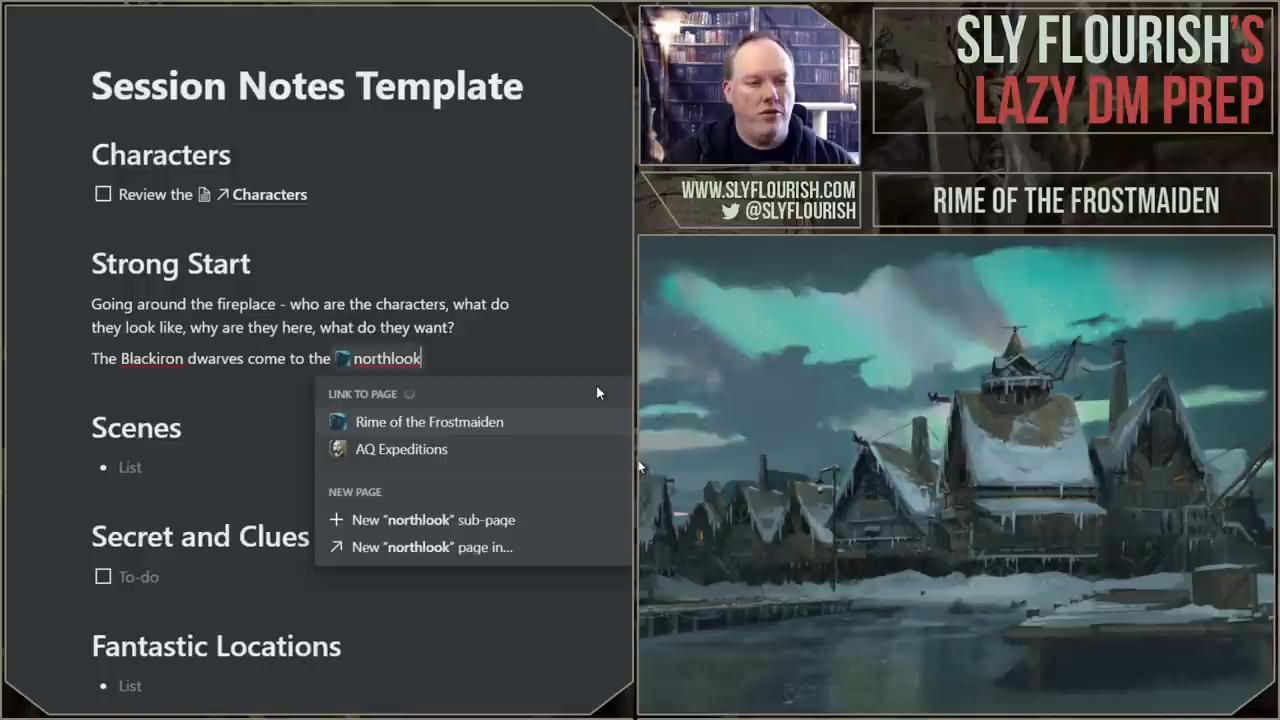 Session Notes Template
Characters
Review the Characters
Strong Start
Going around the fireplace - who are the characters, what do
they look like, why are they here, what do they want?
The Blackiron dwarves come to the northlook
LINK TO PAGE
Rime of the Frostmaiden
AQ Expeditions
NEW PAGE
New "northlook" sub-page
New "northlook" page in...
Scenes
List
Secret and Clues
To-do
Fantastic Locations
List
SLY FLOURISH'S
LAZY DM PREP
WWW.SLYFLOURISH.COM
@SLYFLOURISH
RIME OF THE FROSTMAIDEN